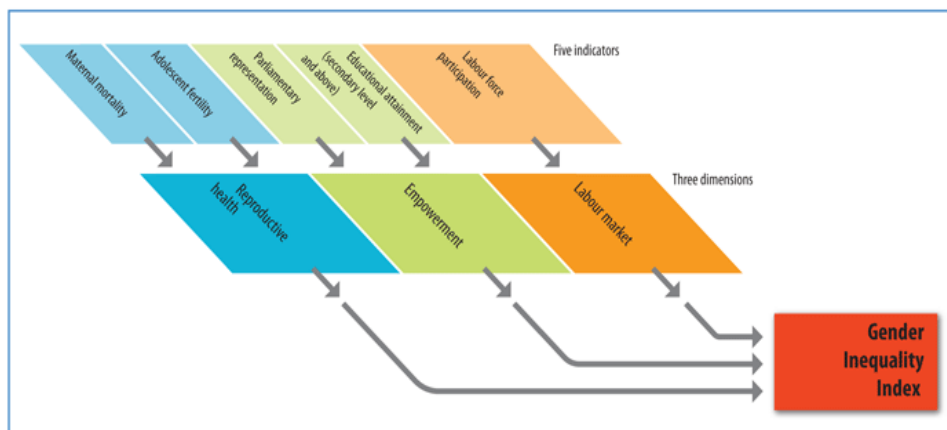 Maternal mortality
Adolescent fertility
Parliamentary
representation
Educational attainment
(secondary level
and above)
Labour force
participation
Five indicators
Reproductive
health
Empowerment
Labour market
Three dimensions
Gender
Inequality
Index